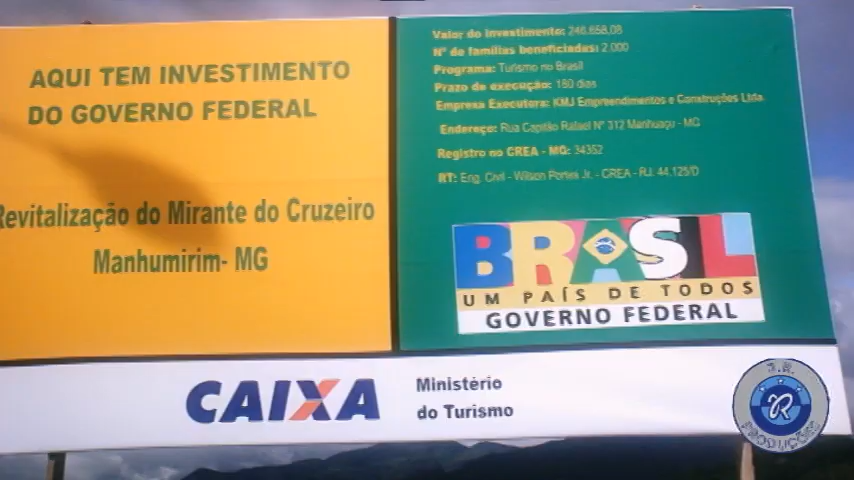 AQUI TEM INVESTIMENTO
DO GOVERNO FEDERAL
Revitalização do Mirante do Cruzeiro
Manhumirim- MG
Valor do investimento: 246.658,08
Nº de famílias beneficiadas: 2.000
Programa: Turismo no Brasil
Prazo de execução: 180 dias
Empresa Executora: KMJ Empreendimentos e Construções Ltda
Endereço: Rua Capitão Rafael Nº 312 Manhuaçu - MG
Registro no CREA - MG: 34352
RT: Eng. Civil - Wilson Portes Jr. - CREA - RJ. 44.125/D
BRASIL
UM PAÍS DE TODOS
GOVERNO FEDERAL
CAIXA
Ministério
do Turismo
J.R.
R
PRODUÇÕES